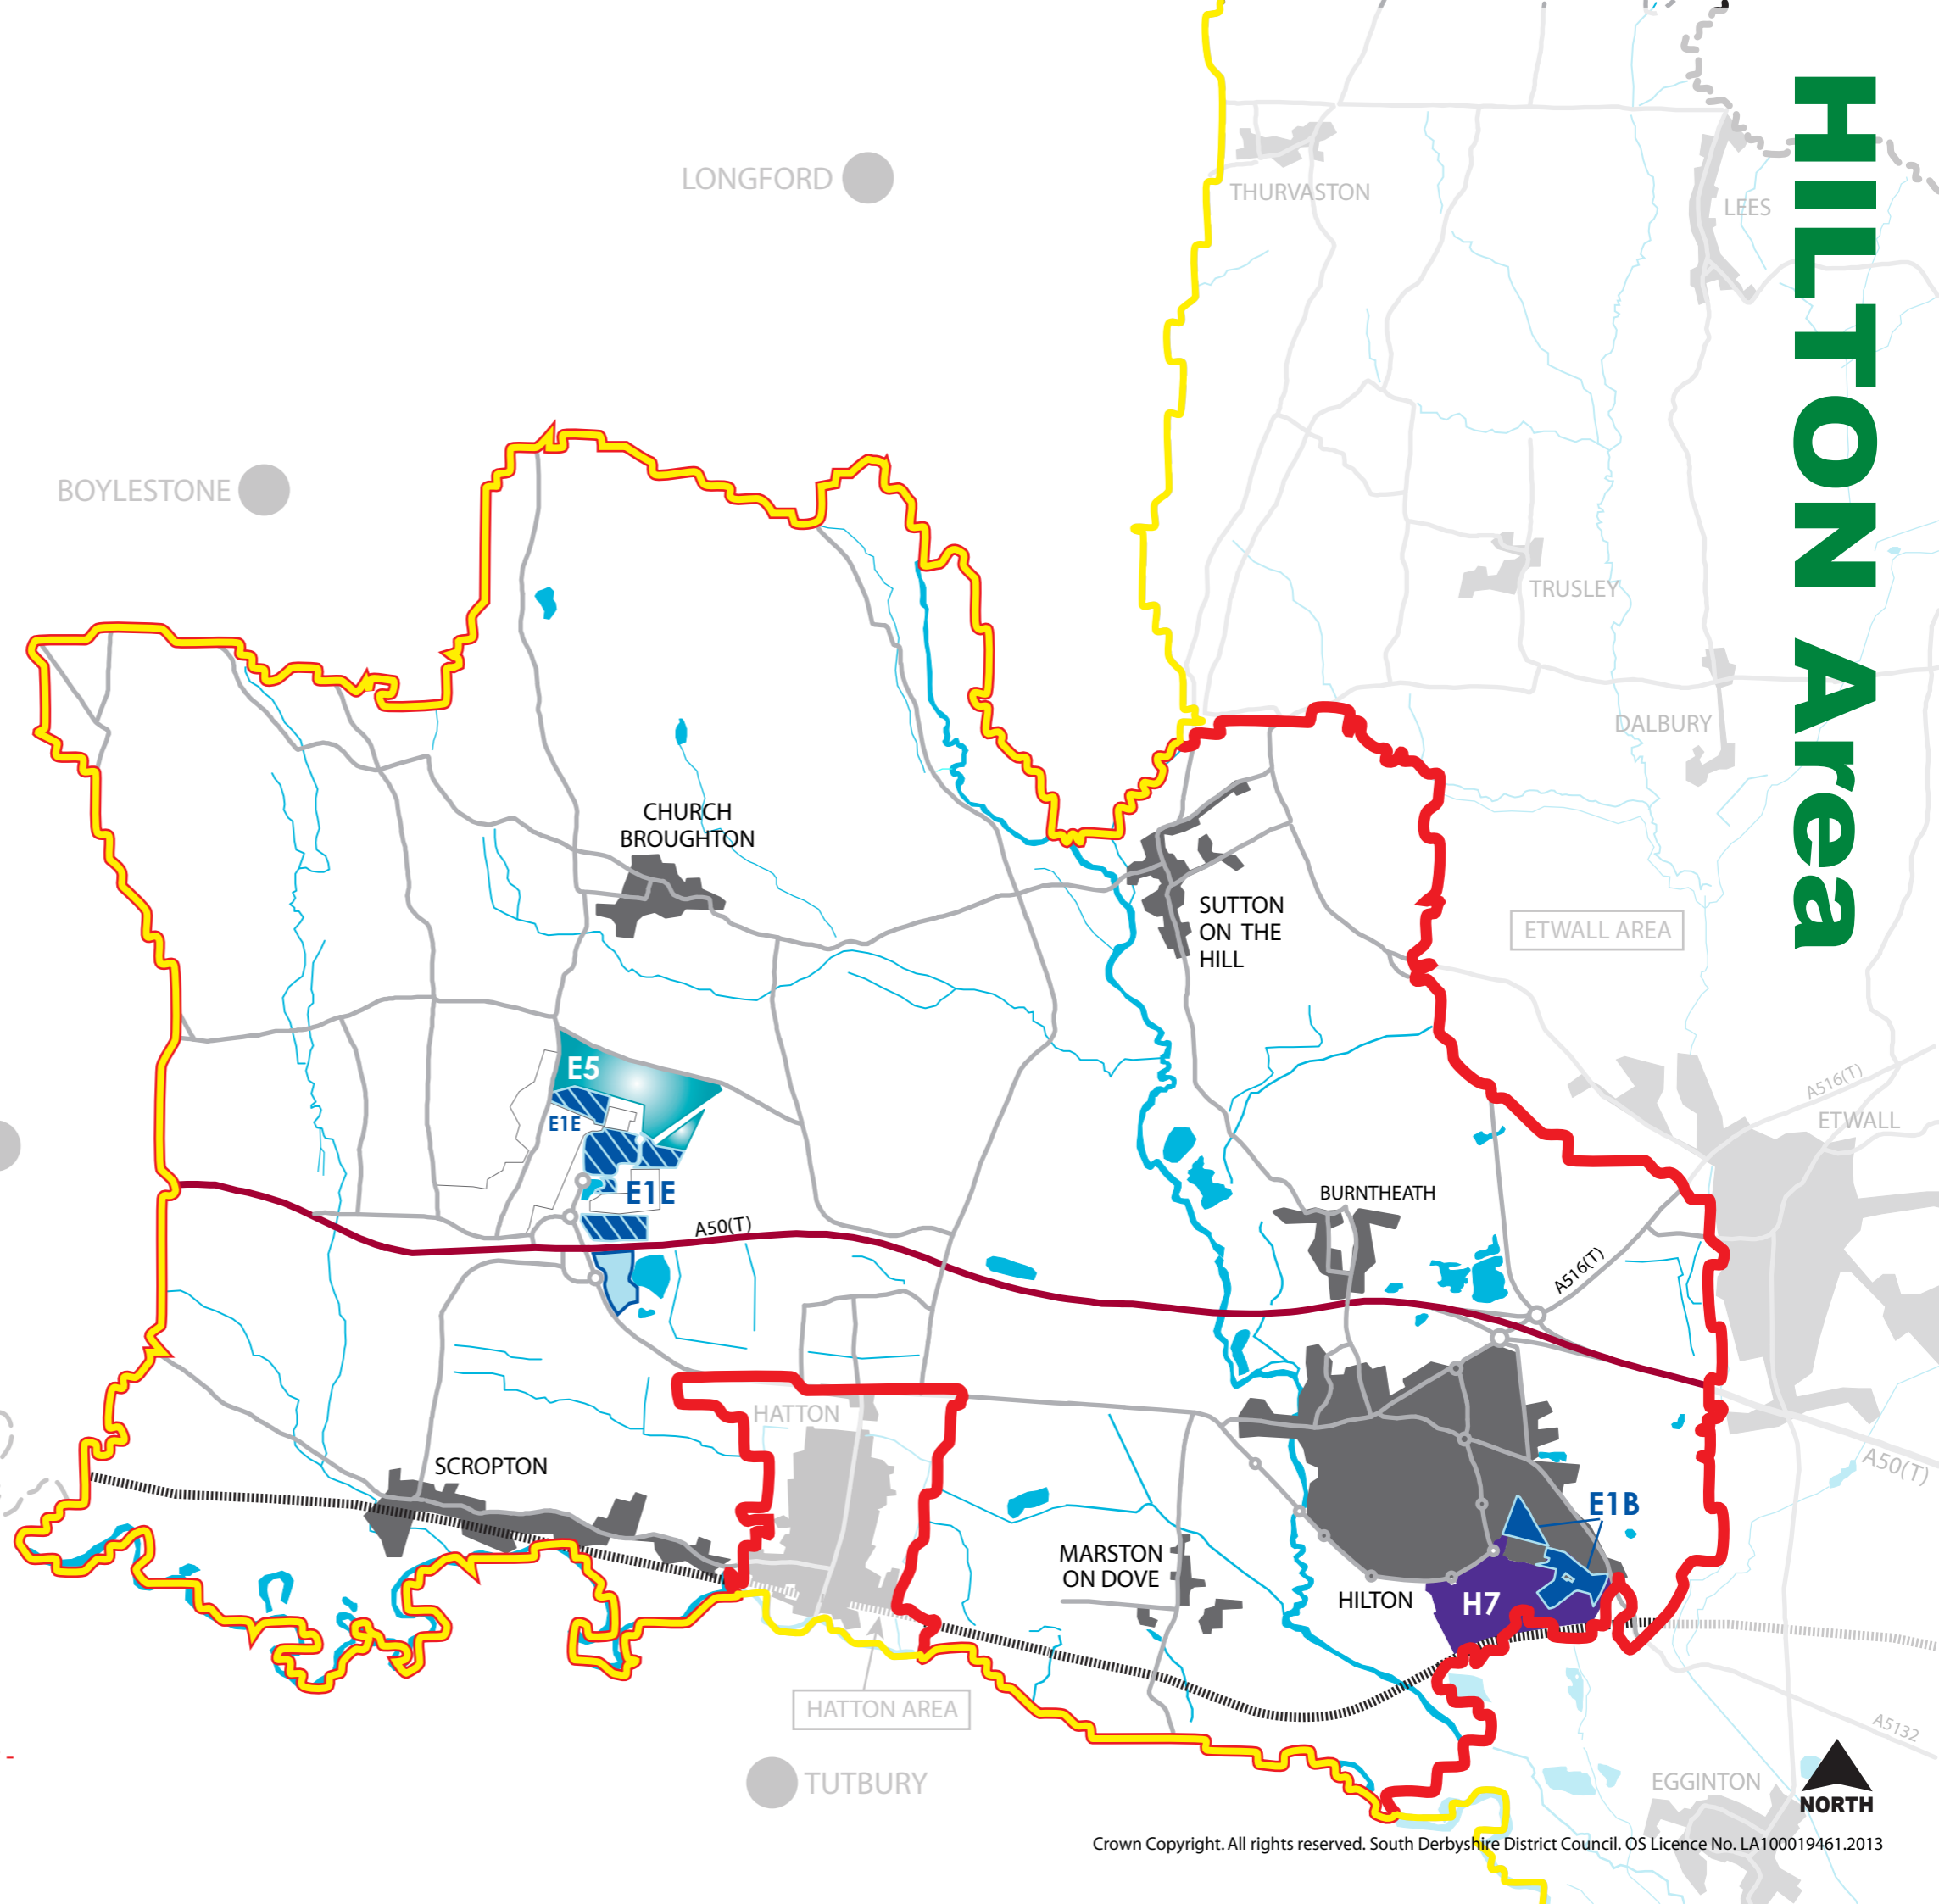 HILTON Area
LONGFORD
THURVASTON
LEES
BOYLESTONE
TRUSLEY
DALBURY
CHURCH
BROUGHTON
SUTTON
ON THE
HILL
ETWALL AREA
E5
A516(T)
ETWALL
E1E
E1E
BURNTHEATH
A50(T)
A516(T)
HATTON
SCROPTON
A50(T)
E1B
MARSTON
ON DOVE
HILTON
H7
HATTON AREA
A5132
TUTBURY
EGGINTON
NORTH
Crown Copyright. All rights reserved. South Derbyshire District Council. OS Licence No. LA100019461.2013